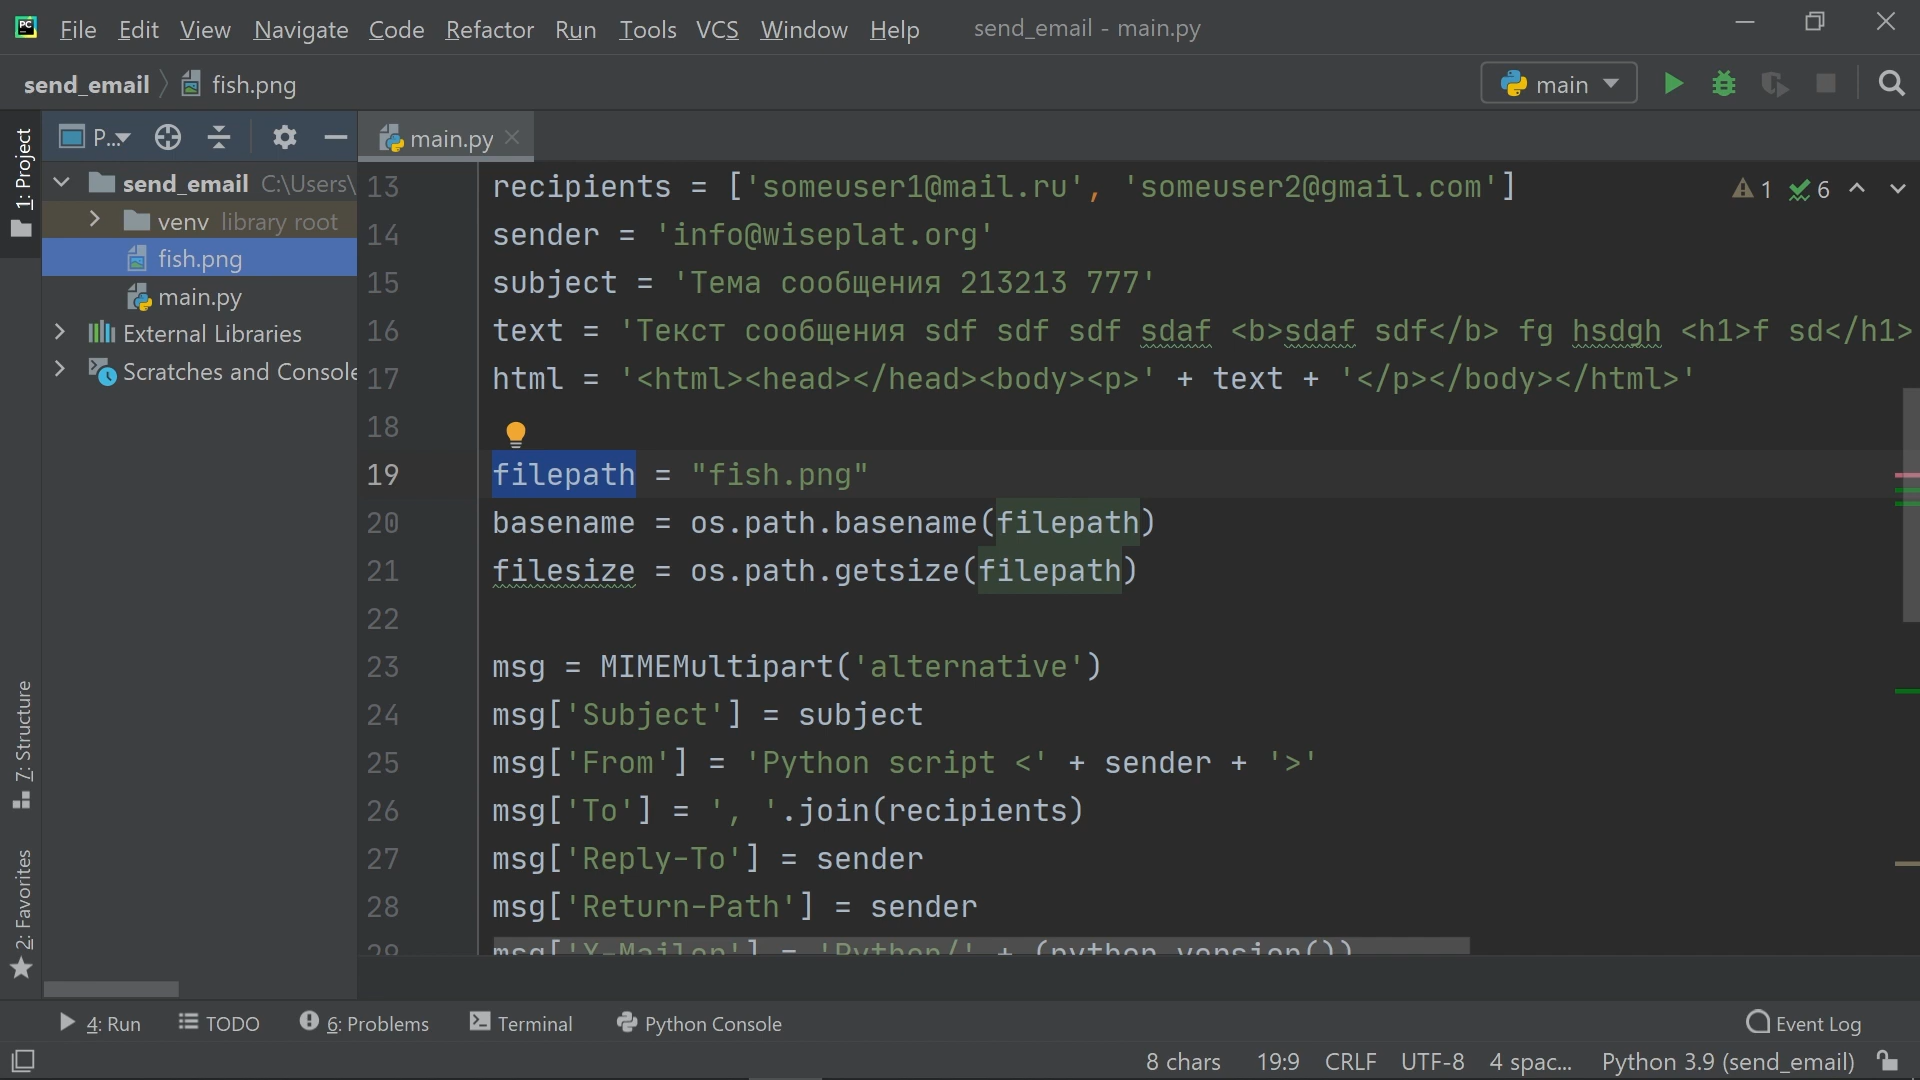 File Edit View Navigate Code Refactor Run Tools VCS Window Help send_email - main.py
send_email fish.png main
1: Project P... main.py
send_email C:\Users\
venv library root
fish.png
main.py
External Libraries
Scratches and Console
13 recipients = ['someuser1@mail.ru', 'someuser2@gmail.com'] 1 6
14 sender = 'info@wiseplat.org'
15 subject = 'Тема сообщения 213213 777'
16 text = 'Текст сообщения sdf sdf sdf sdaf <b>sdaf sdf</b> fg hsdgh <h1>f sd</h1>
17 html = '<html><head></head><body><p>' + text + '</p></body></html>'
18
19 filepath = "fish.png"
20 basename = os.path.basename(filepath)
21 filesize = os.path.getsize(filepath)
22
23 msg = MIMEMultipart('alternative')
24 msg['Subject'] = subject
25 msg['From'] = 'Python script <' + sender + '>'
26 msg['To'] = ', '.join(recipients)
27 msg['Reply-To'] = sender
28 msg['Return-Path'] = sender
29 msg['X-Mailer'] = 'Python/' + (python_version())
7: Structure
2: Favorites
4: Run TODO 6: Problems Terminal Python Console Event Log
8 chars 19:9 CRLF UTF-8 4 spac... Python 3.9 (send_email)